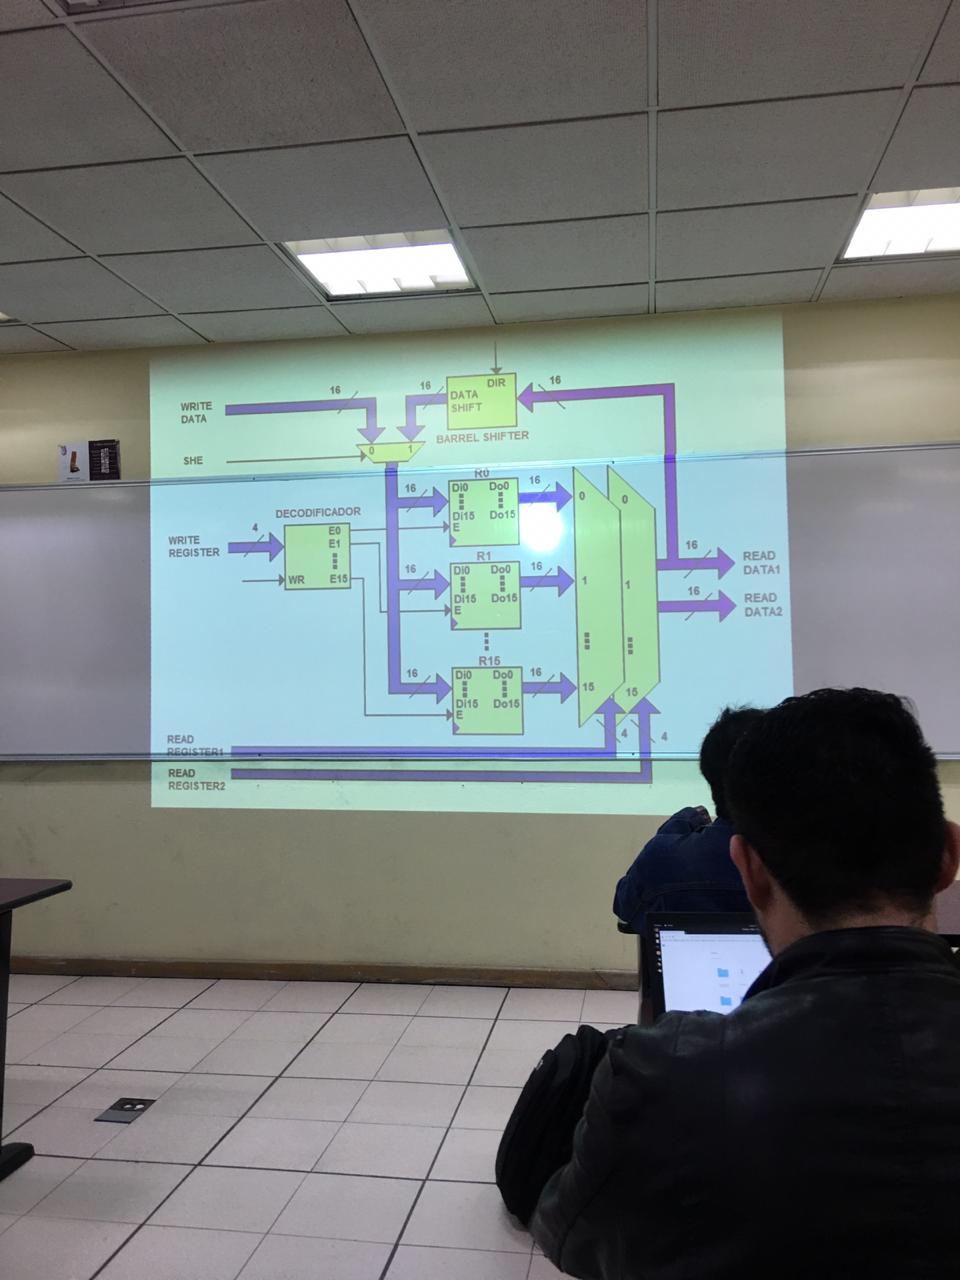 16
16
DIR
16
WRITE
DATA
DATA
SHIFT
BARREL SHIFTER
0
1
SHE
R0
DECODIFICADOR
16
Di0
Do0
16
0
0
Di15
Do15
E
WRITE
REGISTER
4
E0
E1
E15
WR
R1
16
Di0
Do0
16
1
1
Di15
Do15
E
16
READ
DATA1
16
READ
DATA2
R15
16
Di0
Do0
16
15
15
Di15
Do15
E
4
4
READ
REGISTER1
READ
REGISTER2